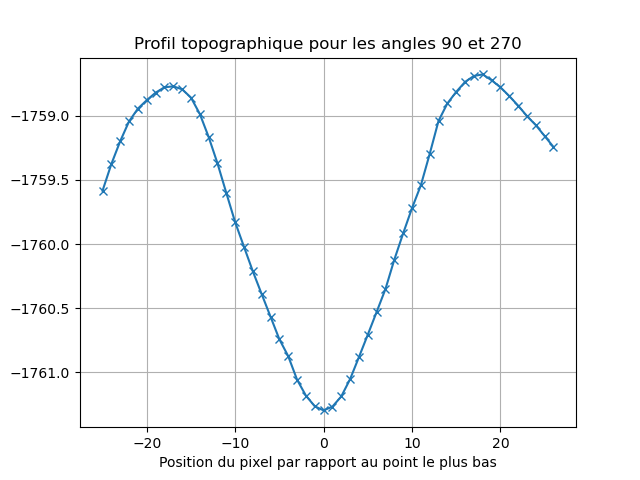 Profil topographique pour les angles 90 et 270
−1759.0
−1759.5
−1760.0
−1760.5
−1761.0
−20 −10 0 10 20
Position du pixel par rapport au point le plus bas